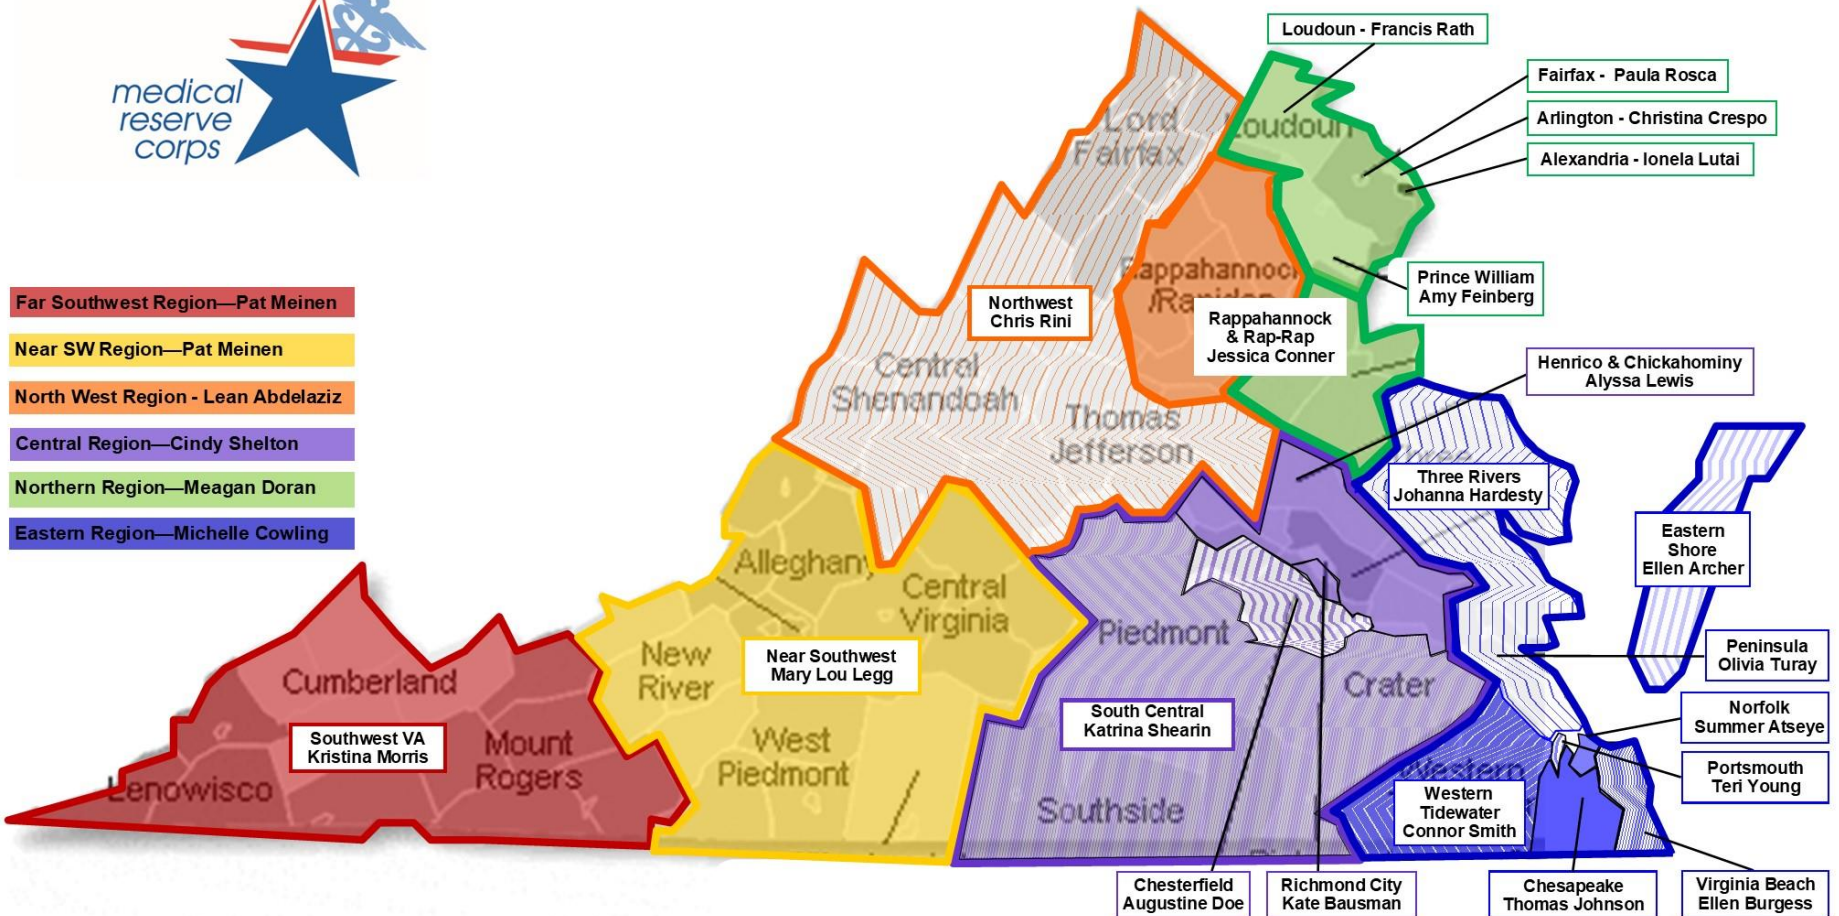 medical
reserve
corps
Far Southwest Region—Pat Meinen
Near SW Region—Pat Meinen
North West Region - Lean Abdelaziz
Central Region—Cindy Shelton
Northern Region—Meagan Doran
Eastern Region—Michelle Cowling
Loudoun - Francis Rath
Fairfax - Paula Rosca
Arlington - Christina Crespo
Alexandria - Ionela Lutai
Lord
Fairfax
Loudoun
Prince William
Amy Feinberg
Rappahannock
/Rapidan
Northwest
Chris Rini
Rappahannock
& Rap-Rap
Jessica Conner
Henrico & Chickahominy
Alyssa Lewis
Central
Shenandoah
Thomas
Jefferson
Three
Three Rivers
Johanna Hardesty
Eastern
Shore
Ellen Archer
Alleghany
Central
Virginia
New
River
Near Southwest
Mary Lou Legg
West
Piedmont
Piedmont
Crater
South Central
Katrina Shearin
Southside
Peninsula
Olivia Turay
Norfolk
Summer Atseye
Portsmouth
Teri Young
Cumberland
Southwest VA
Kristina Morris
Mount
Rogers
Lenowisco
Western
Western
Tidewater
Connor Smith
Chesterfield
Augustine Doe
Richmond City
Kate Bausman
Chesapeake
Thomas Johnson
Virginia Beach
Ellen Burgess